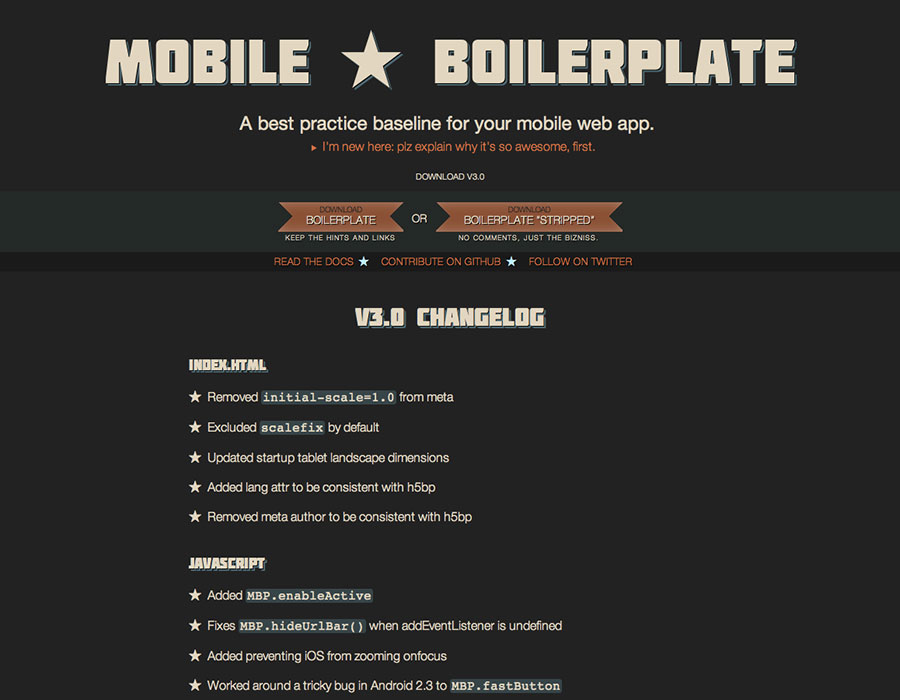 MOBILE ★ BOILERPLATE
A best practice baseline for your mobile web app.
▸ I'm new here: plz explain why it's so awesome, first.
DOWNLOAD V3.0
DOWNLOAD
BOILERPLATE
KEEP THE HINTS AND LINKS
OR
DOWNLOAD
BOILERPLATE "STRIPPED"
NO COMMENTS, JUST THE BIZNISS.
READ THE DOCS ★ CONTRIBUTE ON GITHUB ★ FOLLOW ON TWITTER
V3.0 CHANGELOG
INDEX.HTML
★ Removed initial-scale=1.0 from meta
★ Excluded scalefix by default
★ Updated startup tablet landscape dimensions
★ Added lang attr to be consistent with h5bp
★ Removed meta author to be consistent with h5bp
JAVASCRIPT
★ Added MBP.enableActive
★ Fixes MBP.hideUrlBar() when addEventListener is undefined
★ Added preventing iOS from zooming onfocus
★ Worked around a tricky bug in Android 2.3 to MBP.fastButton